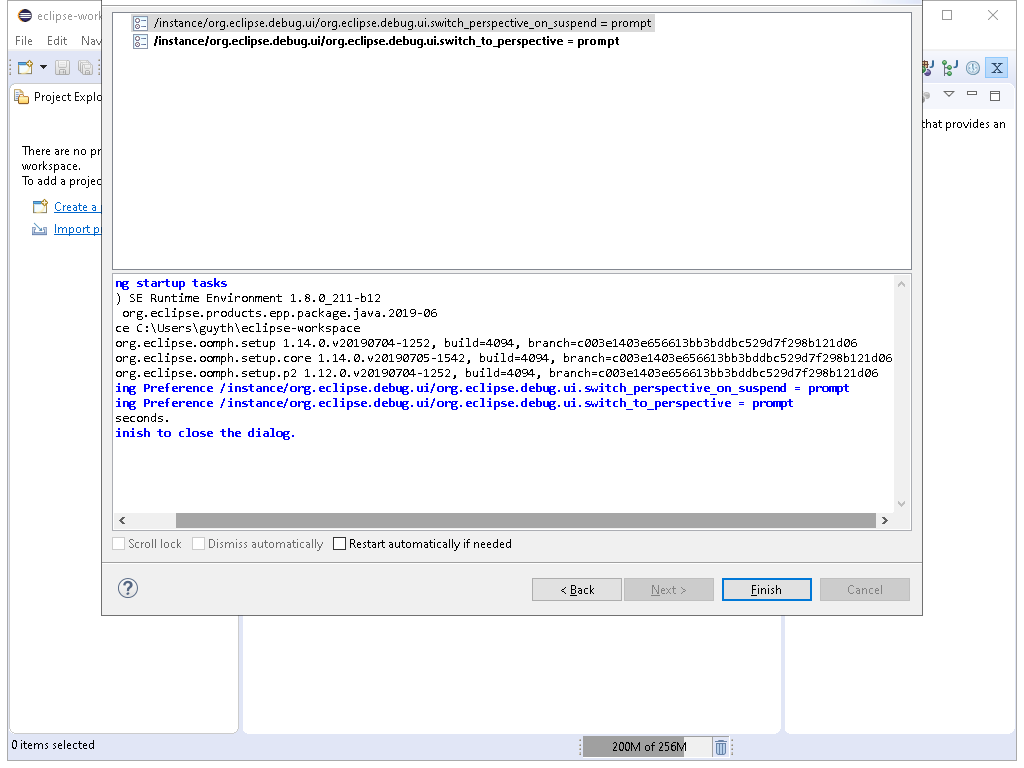 eclipse-work
File Edit Nav
Project Explo
There are no pr
workspace.
To add a projec
Create a
Import pr
/instance/org.eclipse.debug.ui/org.eclipse.debug.ui.switch_perspective_on_suspend = prompt
/instance/org.eclipse.debug.ui/org.eclipse.debug.ui.switch_to_perspective = prompt
X
that provides an
ng startup tasks
) SE Runtime Environment 1.8.0_211-b12
org.eclipse.products.epp.package.java.2019-06
ce C:\Users\guyth\eclipse-workspace
org.eclipse.oomph.setup 1.14.0.v20190704-1252, build=4094, branch=c003e1403e656613bb3bddbc529d7f298b121d06
org.eclipse.oomph.setup.core 1.14.0.v20190705-1542, build=4094, branch=c003e1403e656613bb3bddbc529d7f298b121d06
org.eclipse.oomph.setup.p2 1.12.0.v20190704-1252, build=4094, branch=c003e1403e656613bb3bddbc529d7f298b121d06
ing Preference /instance/org.eclipse.debug.ui/org.eclipse.debug.ui.switch_perspective_on_suspend = prompt
ing Preference /instance/org.eclipse.debug.ui/org.eclipse.debug.ui.switch_to_perspective = prompt
seconds.
inish to close the dialog.
Scroll lock Dismiss automatically Restart automatically if needed
? < Back Next > Finish Cancel
0 items selected 200M of 256M